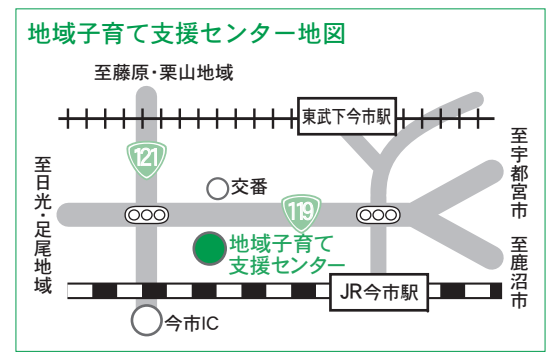 地域子育て支援センター地図
至藤原・栗山地域
東武下今市駅
121
至宇都宮市
至日光・足尾地域
交番
119
地域子育て
支援センター
至鹿沼市
JR今市駅
今市IC